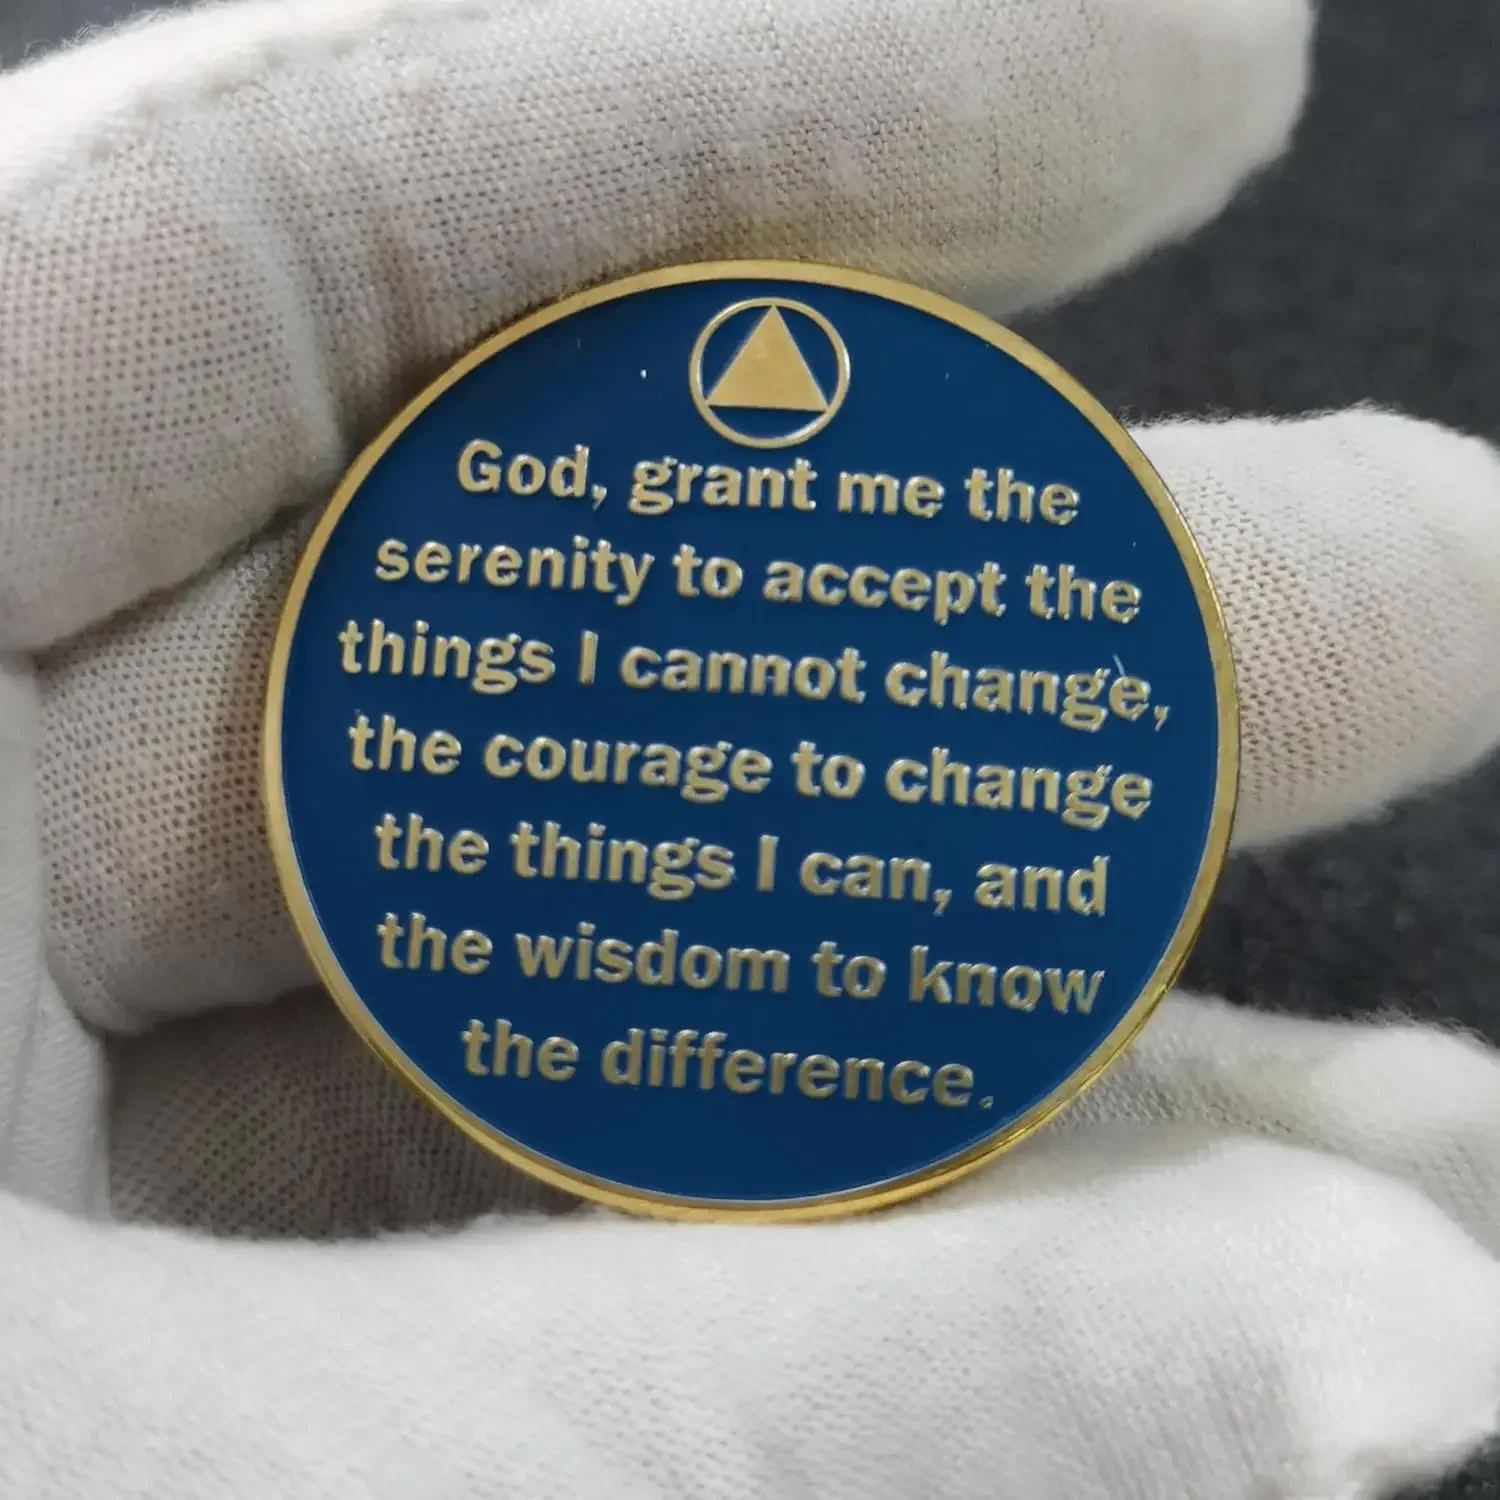 God, grant me the
serenity to accept the
things I cannot change,
the courage to change
the things I can, and
the wisdom to know
the difference.